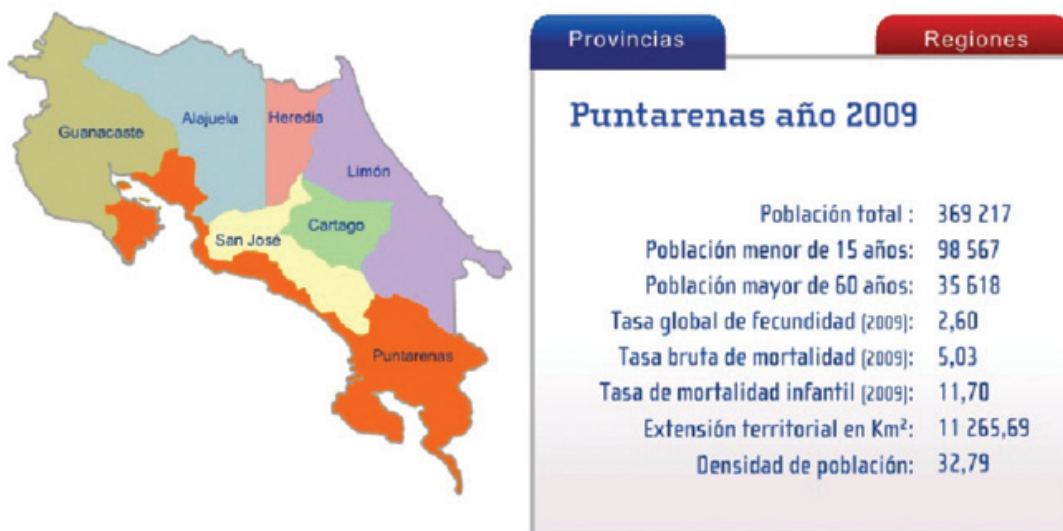 Guanacaste
Alajuela
Heredia
Limón
San José
Cartago
Puntarenas
Provincias
Regiones
Puntarenas año 2009
Población total : 369 217
Población menor de 15 años: 98 567
Población mayor de 60 años: 35 618
Tasa global de fecundidad (2009): 2,60
Tasa bruta de mortalidad (2009): 5,03
Tasa de mortalidad infantil (2009): 11,70
Extensión territorial en Km²: 11 265,69
Densidad de población: 32,79